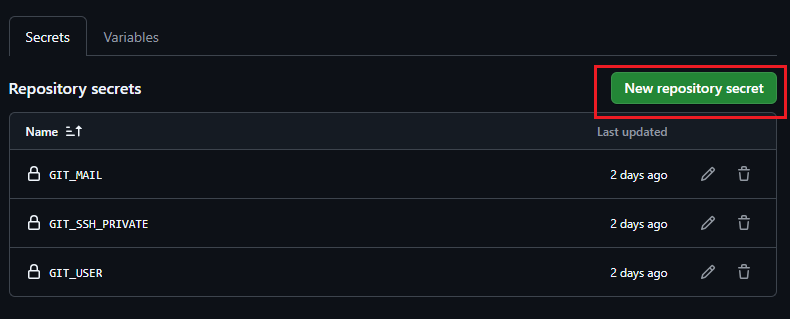 Secrets Variables
Repository secrets New repository secret
Name Last updated
GIT_MAIL 2 days ago
GIT_SSH_PRIVATE 2 days ago
GIT_USER 2 days ago